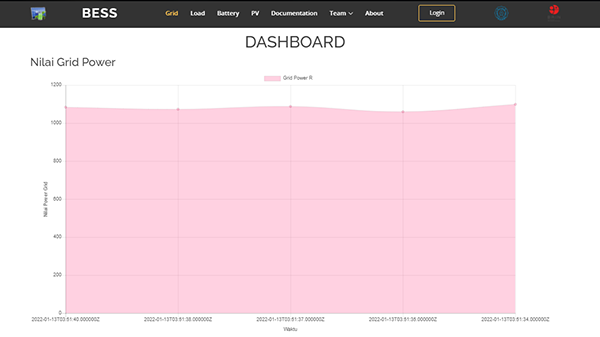 BESS Grid Load Battery PV Documentation Team About Login
DASHBOARD
Nilai Grid Power
Grid Power R
1200
1000
800
600
400
200
0
Nilai Power Grid
2022-01-13T03:51:40.000000Z 2022-01-13T03:51:38.000000Z 2022-01-13T03:51:37.000000Z 2022-01-13T03:51:36.000000Z 2022-01-13T03:51:34.000000Z
Waktu